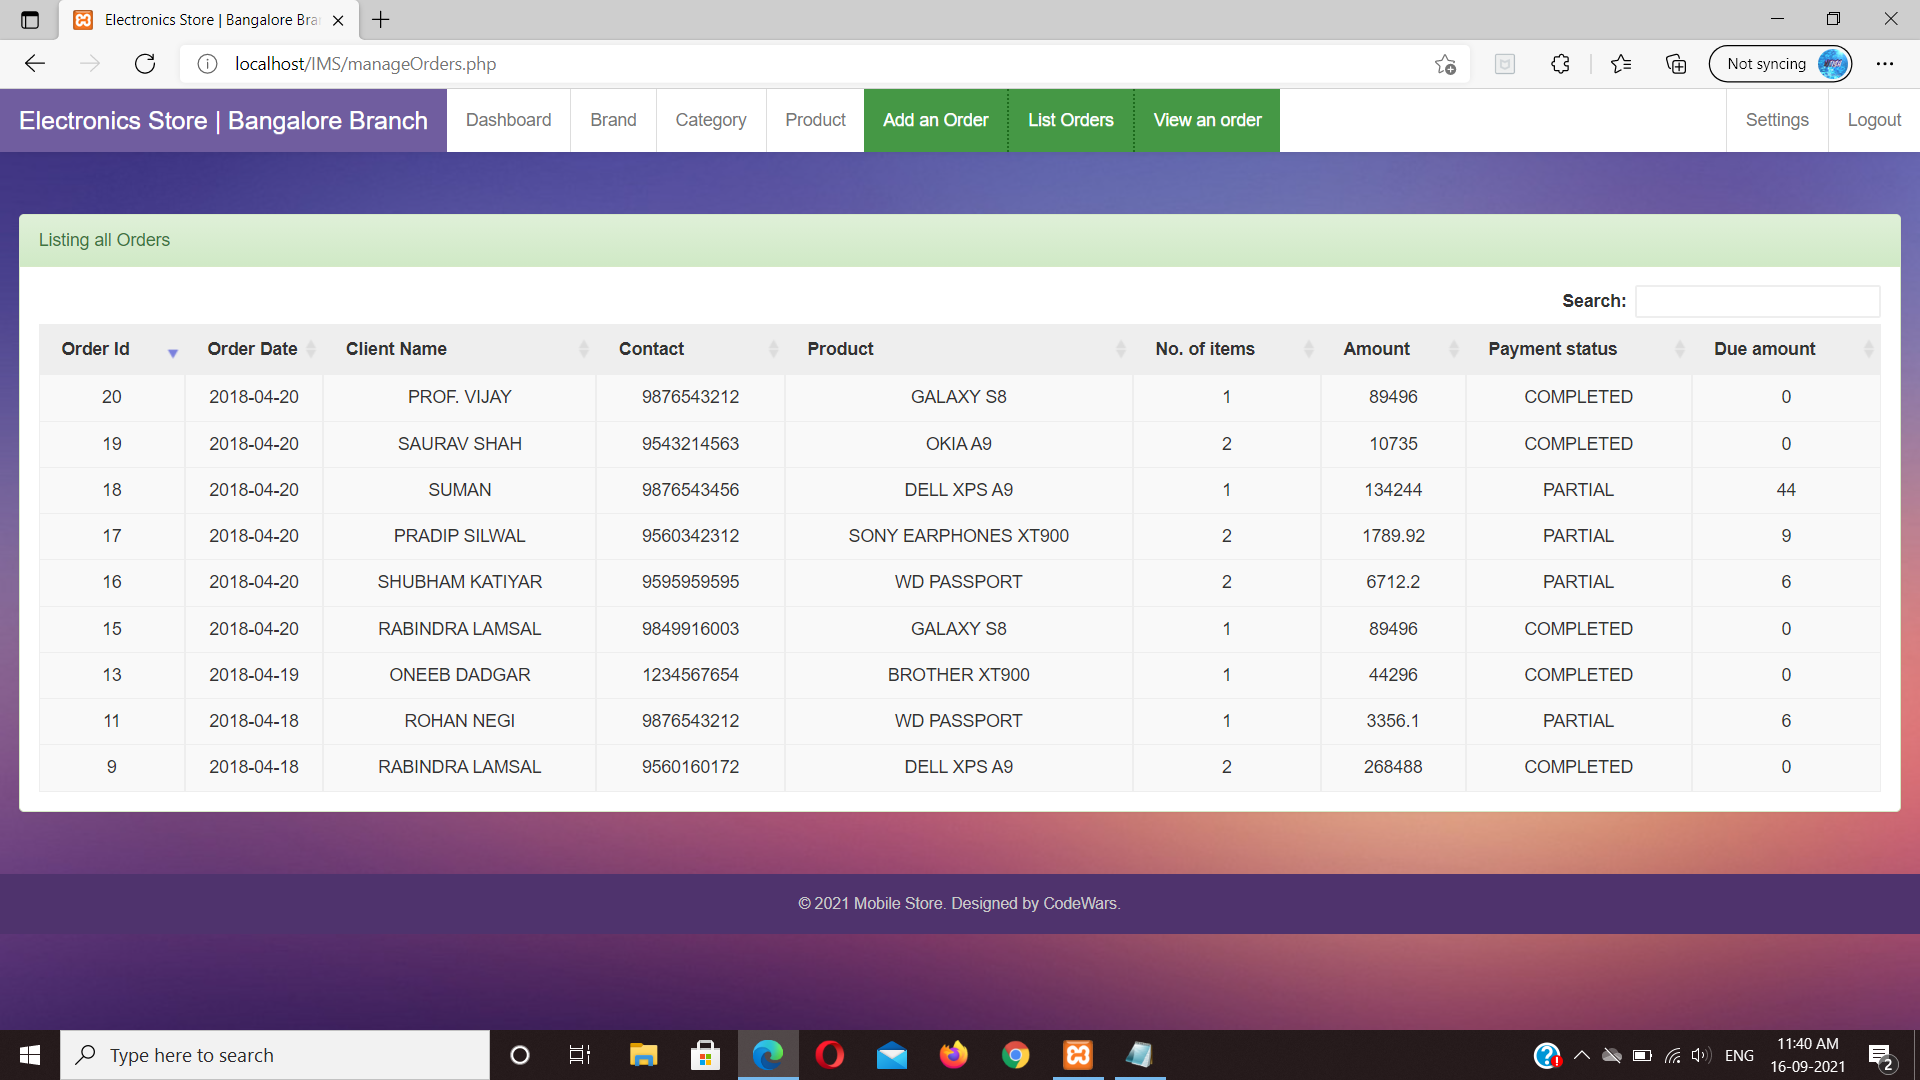 Electronics Store | Bangalore Bra
localhost/IMS/manageOrders.php
Not syncing
Electronics Store | Bangalore Branch Dashboard Brand Category Product Add an Order List Orders View an order Settings Logout
Listing all Orders
Search:
Order Id Order Date Client Name Contact Product No. of items Amount Payment status Due amount
20 2018-04-20 PROF. VIJAY 9876543212 GALAXY S8 1 89496 COMPLETED 0
19 2018-04-20 SAURAV SHAH 9543214563 OKIA A9 2 10735 COMPLETED 0
18 2018-04-20 SUMAN 9876543456 DELL XPS A9 1 134244 PARTIAL 44
17 2018-04-20 PRADIP SILWAL 9560342312 SONY EARPHONES XT900 2 1789.92 PARTIAL 9
16 2018-04-20 SHUBHAM KATIYAR 9595959595 WD PASSPORT 2 6712.2 PARTIAL 6
15 2018-04-20 RABINDRA LAMSAL 9849916003 GALAXY S8 1 89496 COMPLETED 0
13 2018-04-19 ONEEB DADGAR 1234567654 BROTHER XT900 1 44296 COMPLETED 0
11 2018-04-18 ROHAN NEGI 9876543212 WD PASSPORT 1 3356.1 PARTIAL 6
9 2018-04-18 RABINDRA LAMSAL 9560160172 DELL XPS A9 2 268488 COMPLETED 0
© 2021 Mobile Store. Designed by CodeWars.
Type here to search
ENG
11:40 AM
16-09-2021
2